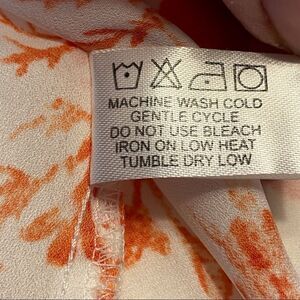 MACHINE WASH COLD
GENTLE CYCLE
DO NOT USE BLEACH
IRON ON LOW HEAT
TUMBLE DRY LOW